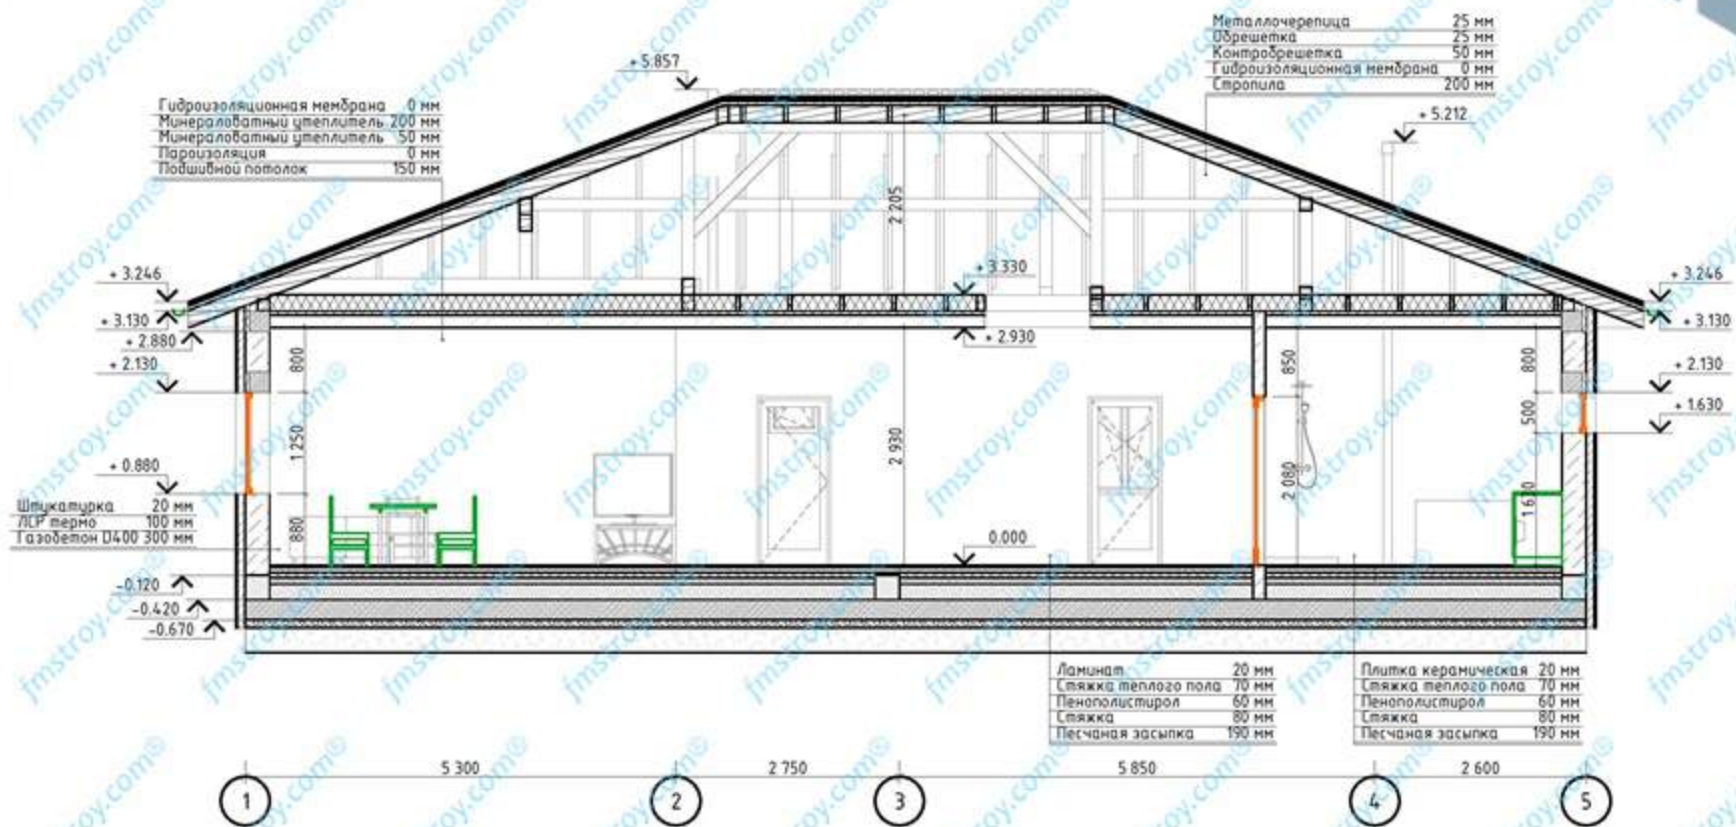 Металлочерепица 25 мм
Обрешетка 25 мм
Контробрешетка 50 мм
Гидроизоляционная мембрана 0 мм
Стропила 200 мм
+ 5.857
Гидроизоляционная мембрана 0 мм
Минераловатный утеплитель 200 мм
Минераловатный утеплитель 50 мм
Пароизоляция 0 мм
Подшивной потолок 150 мм
+ 5.212
2 205
+ 3.246
+ 3.330
+ 3.246
+ 3.130
+ 3.130
+ 2.880
+ 2.930
+ 2.130
800
850
800
+ 2.130
+ 1.630
500
1 250
2 930
2 080
+ 0.880
Штукатурка 20 мм
ЛСР термо 100 мм
Газобетон D400 300 мм
880
0.000
1 630
-0.120
-0.420
-0.670
Ламинат 20 мм
Стяжка теплого пола 70 мм
Пенополистирол 60 мм
Стяжка 80 мм
Песчаная засыпка 190 мм
Плитка керамическая 20 мм
Стяжка теплого пола 70 мм
Пенополистирол 60 мм
Стяжка 80 мм
Песчаная засыпка 190 мм
5 300 2 750 5 850 2 600
1 2 3 4 5
fmstroy.com®